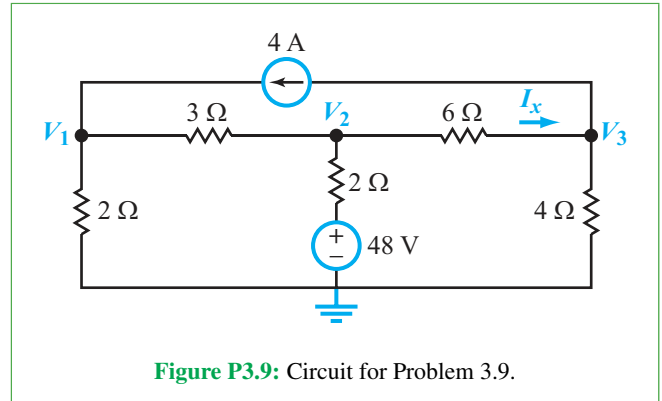 4 A
3 Ω
V2
6 Ω
Ix
V1
V3
2 Ω
2 Ω
4 Ω
+
−
48 V
Figure P3.9: Circuit for Problem 3.9.